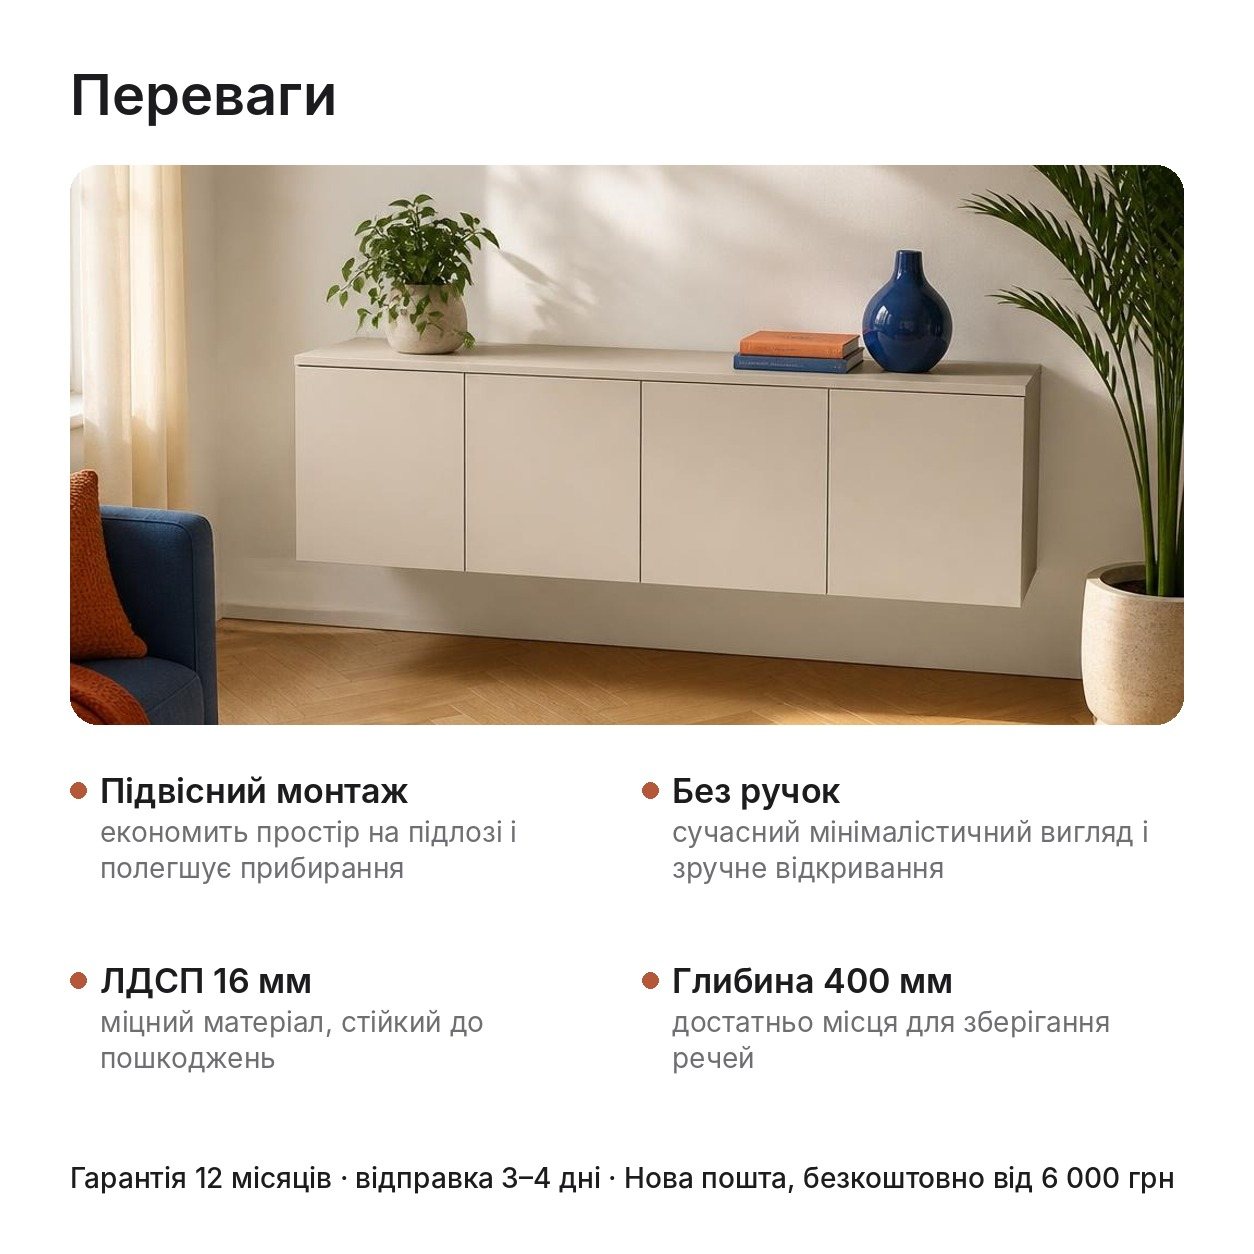 Переваги
Підвісний монтаж
економить простір на підлозі і
полегшує прибирання
Без ручок
сучасний мінімалістичний вигляд і
зручне відкривання
ЛДСП 16 мм
міцний матеріал, стійкий до
пошкоджень
Глибина 400 мм
достатньо місця для зберігання
речей
Гарантія 12 місяців · відправка 3–4 дні · Нова пошта, безкоштовно від 6 000 грн